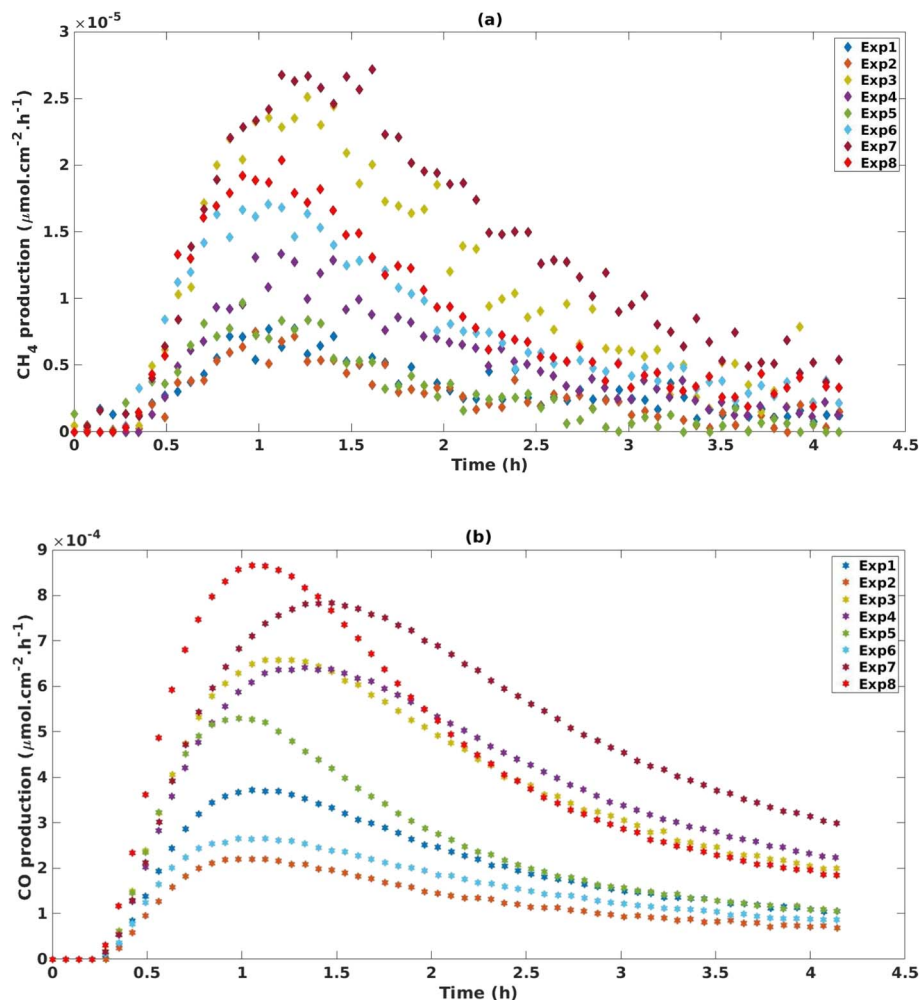 (a)
×10⁻⁵
3
2.5
2
1.5
1
0.5
0
CH₄ production (μmol.cm⁻².h⁻¹)
Exp1
Exp2
Exp3
Exp4
Exp5
Exp6
Exp7
Exp8
0 0.5 1 1.5 2 2.5 3 3.5 4 4.5
Time (h)
(b)
×10⁻⁴
9
8
7
6
5
4
3
2
1
0
CO production (μmol.cm⁻².h⁻¹)
Exp1
Exp2
Exp3
Exp4
Exp5
Exp6
Exp7
Exp8
0 0.5 1 1.5 2 2.5 3 3.5 4 4.5
Time (h)